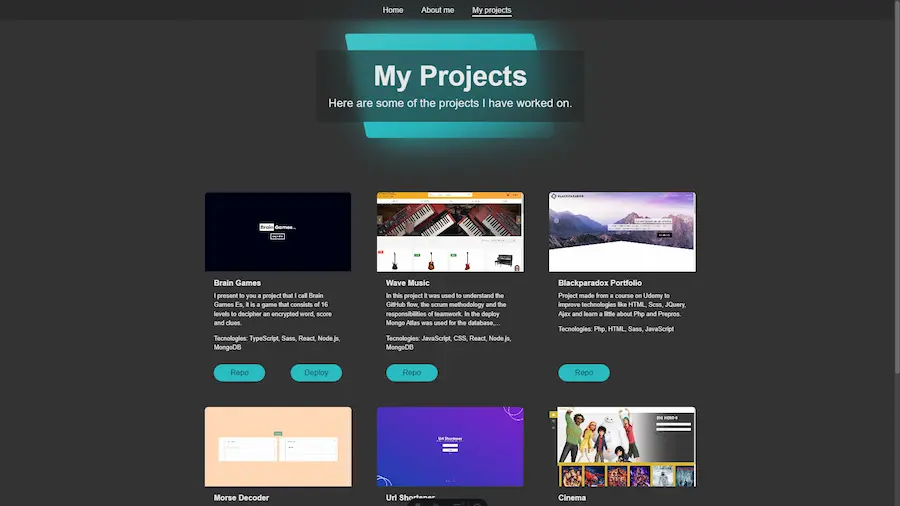 Home About me My projects
My Projects
Here are some of the projects I have worked on.
Brain Games
BLACKPARADOX
Url Shortener
BIG HERO 6
Brain Games
I present to you a project that I call Brain
Games Es, it is a game that consists of 16
levels to decipher an encrypted word, score
and clues.
Tecnologies: TypeScript, Sass, React, Node.js,
MongoDB
Repo Deploy
Wave Music
In this project it was used to understand the
GitHub flow, the scrum methodology and the
responsibilities of teamwork. In the deploy
Mongo Atlas was used for the database,...
Tecnologies: JavaScript, CSS, React, Node.js,
MongoDB
Repo
Blackparadox Portfolio
Project made from a course on Udemy to
improve technologies like HTML, Scss, JQuery,
Ajax and learn a little about Php and Prepros.
Tecnologies: Php, HTML, Sass, JavaScript
Repo
Morse Decoder
Url Shortener
Cinema